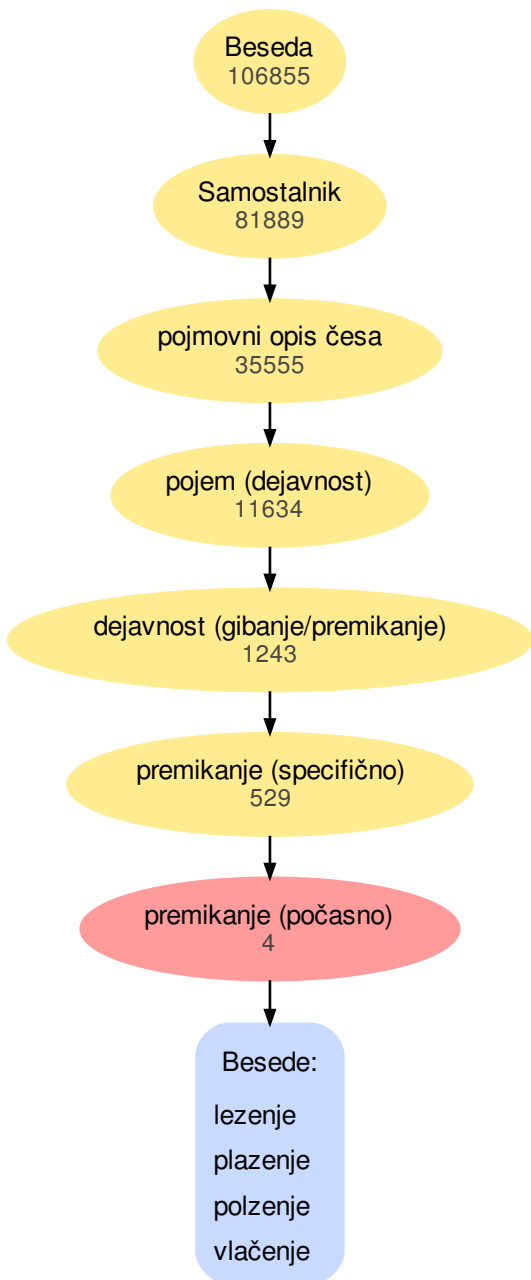 Beseda
106855
Samostalnik
81889
pojmovni opis česa
35555
pojem (dejavnost)
11634
dejavnost (gibanje/premikanje)
1243
premikanje (specifično)
529
premikanje (počasno)
4
Besede:
lezenje
plazenje
polzenje
vlačenje